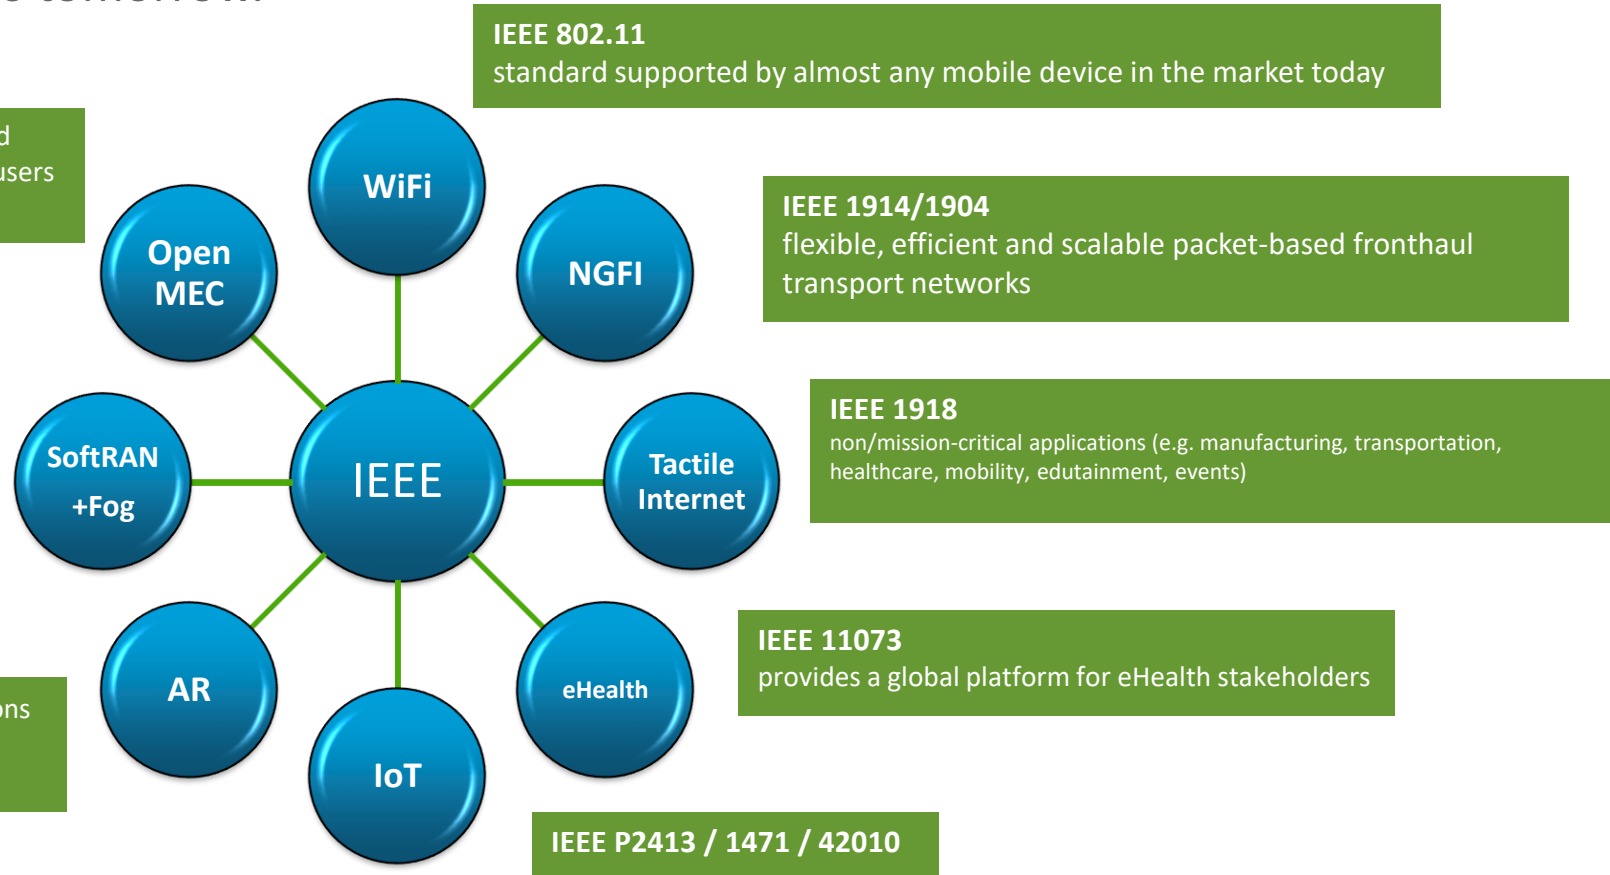 tomorrow.
IEEE 802.11
standard supported by almost any mobile device in the market today
users
WiFi
IEEE 1914/1904
flexible, efficient and scalable packet-based fronthaul
transport networks
Open
MEC
NGFI
IEEE 1918
non/mission-critical applications (e.g. manufacturing, transportation,
healthcare, mobility, edutainment, events)
SoftRAN
+Fog
IEEE
Tactile
Internet
IEEE 11073
provides a global platform for eHealth stakeholders
AR
eHealth
IoT
IEEE P2413 / 1471 / 42010